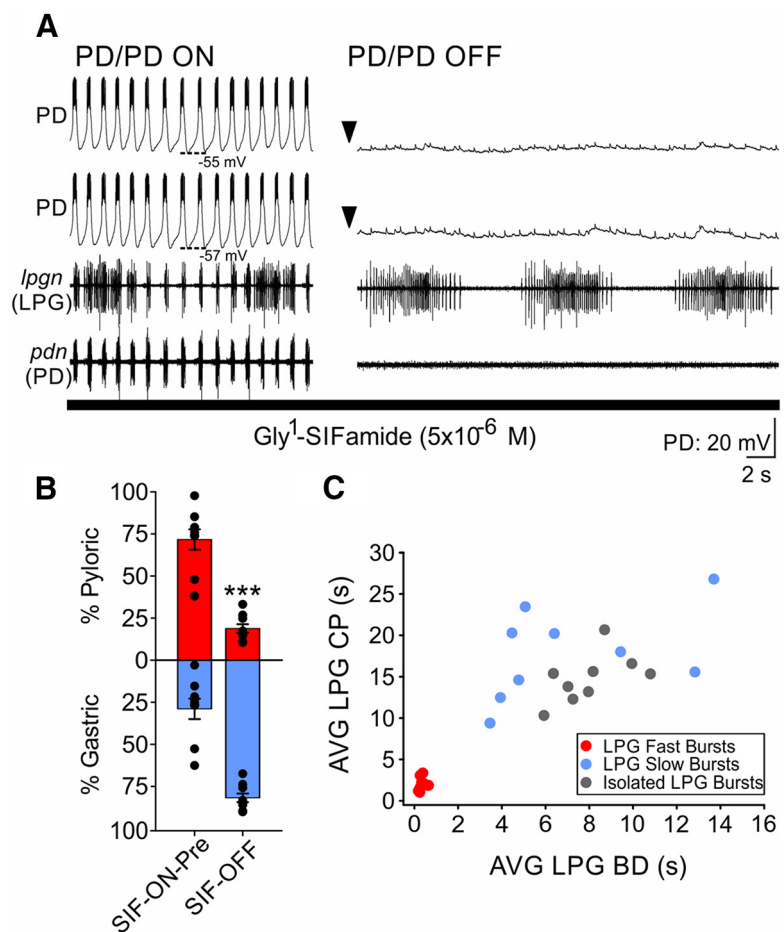 A
PD/PD ON
PD/PD OFF
PD
-55 mV
PD
-57 mV
lpgn
(LPG)
pdn
(PD)
Gly¹-SIFamide (5x10⁻⁶ M)
PD: 20 mV
2 s
B
% Pyloric
% Gastric
100
75
50
25
0
25
50
75
100
***
SIF-ON-Pre
SIF-OFF
C
AVG LPG CP (s)
30
25
20
15
10
5
0
LPG Fast Bursts
LPG Slow Bursts
Isolated LPG Bursts
0 2 4 6 8 10 12 14 16
AVG LPG BD (s)